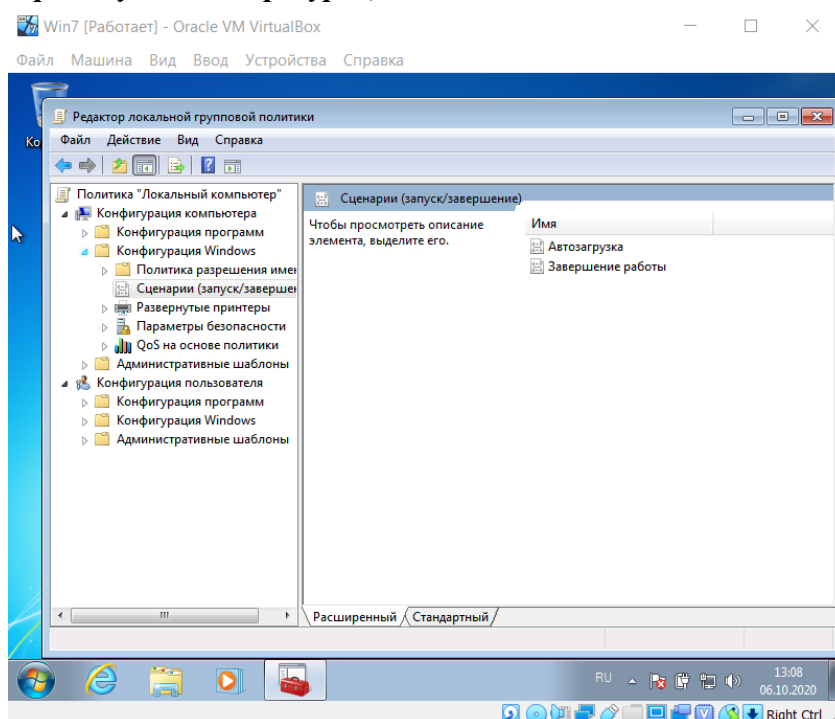 Win7 [Работает] - Oracle VM VirtualBox
Файл Машина Вид Ввод Устройства Справка
Редактор локальной групповой политики
Ко
Файл Действие Вид Справка
Политика "Локальный компьютер"
Конфигурация компьютера
Конфигурация программ
Конфигурация Windows
Политика разрешения имен
Сценарии (запуск/завершен
Развернутые принтеры
Параметры безопасности
QoS на основе политики
Административные шаблоны
Конфигурация пользователя
Конфигурация программ
Конфигурация Windows
Административные шаблоны
Сценарии (запуск/завершение)
Чтобы просмотреть описание
элемента, выделите его.
Имя
Автозагрузка
Завершение работы
Расширенный Стандартный
RU
13:08
06.10.2020
Right Ctrl